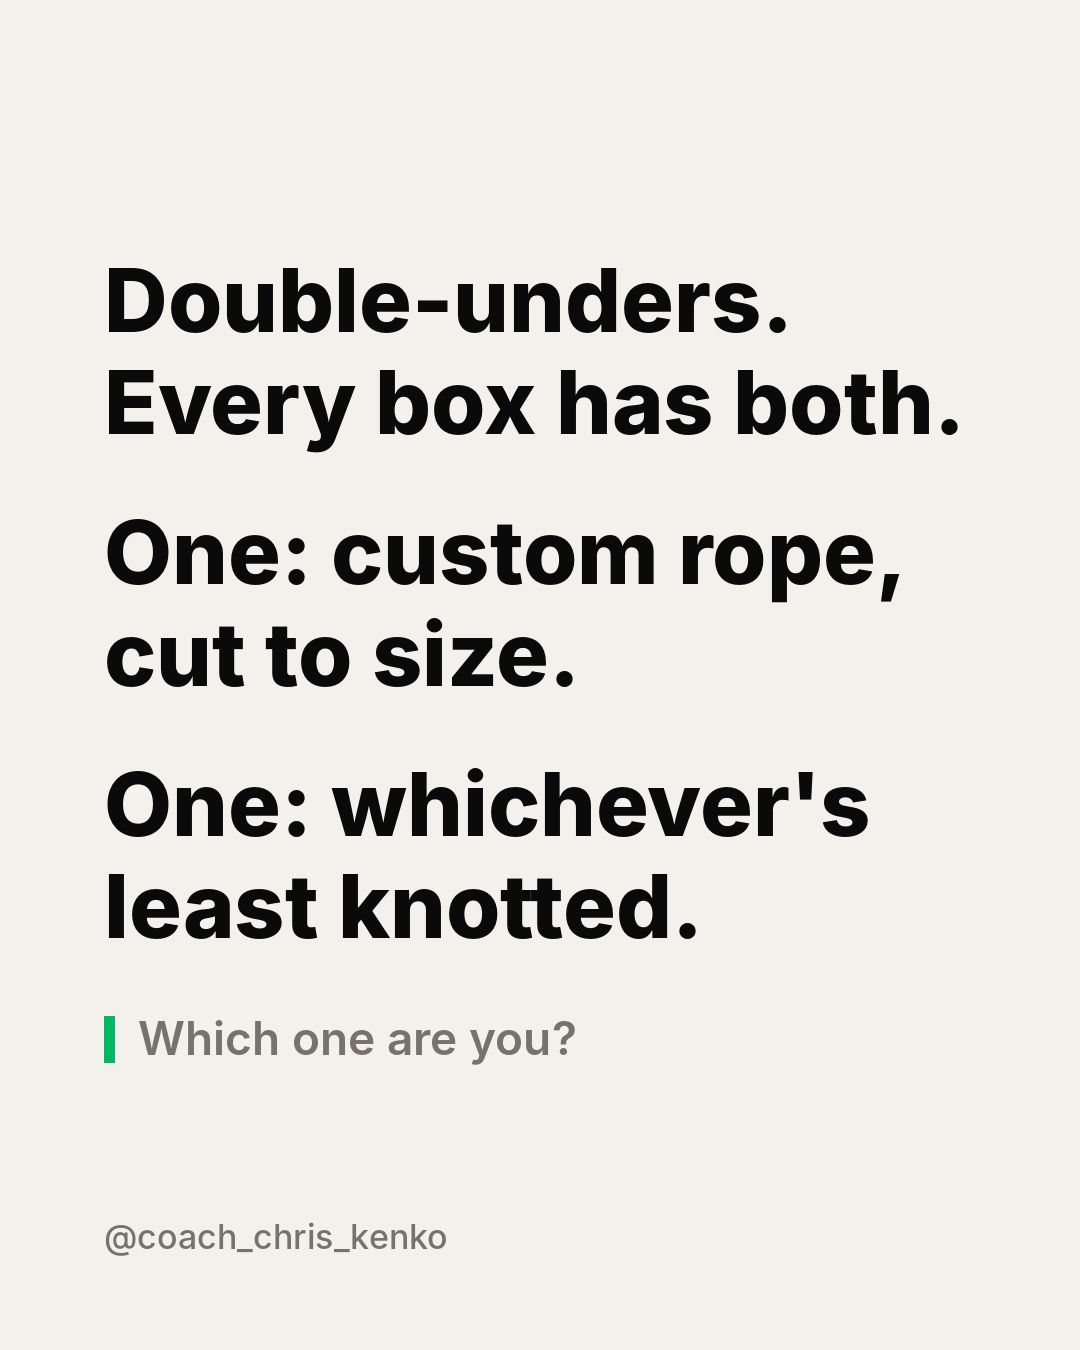 Double-unders.
Every box has both.
One: custom rope,
cut to size.
One: whichever's
least knotted.
Which one are you?
@coach_chris_kenko